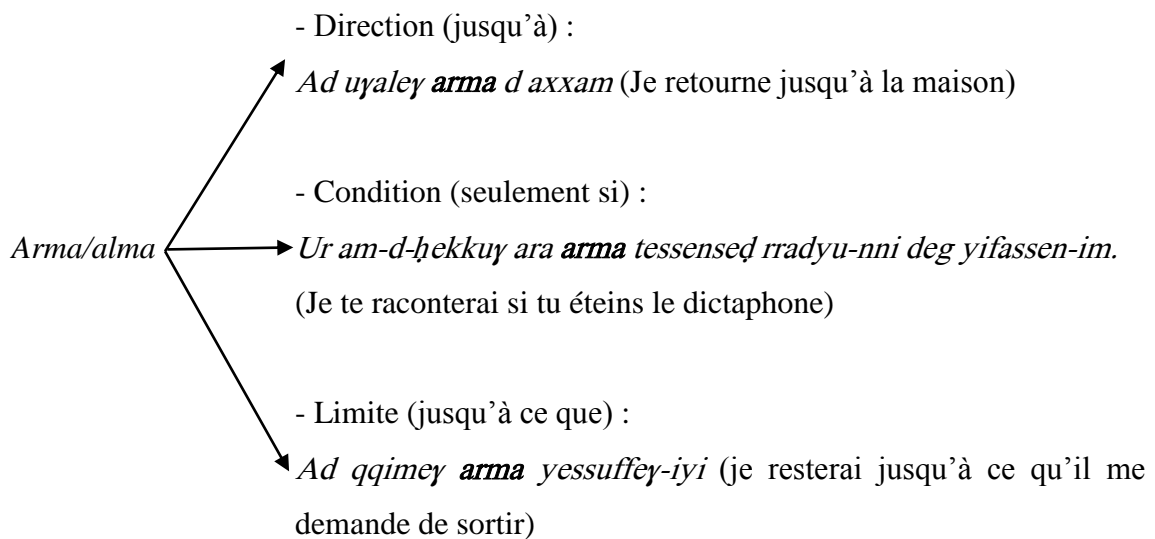 - Direction (jusqu’à) :
Ad uɣaleɣ arma d axxam (Je retourne jusqu’à la maison)
- Condition (seulement si) :
Arma/alma
Ur am-d-ḥekkuɣ ara arma tessenseḍ rradyu-nni deg yifassen-im.
(Je te raconterai si tu éteins le dictaphone)
- Limite (jusqu’à ce que) :
Ad qqimeɣ arma yessuffeɣ-iyi (je resterai jusqu’à ce qu’il me
demande de sortir)